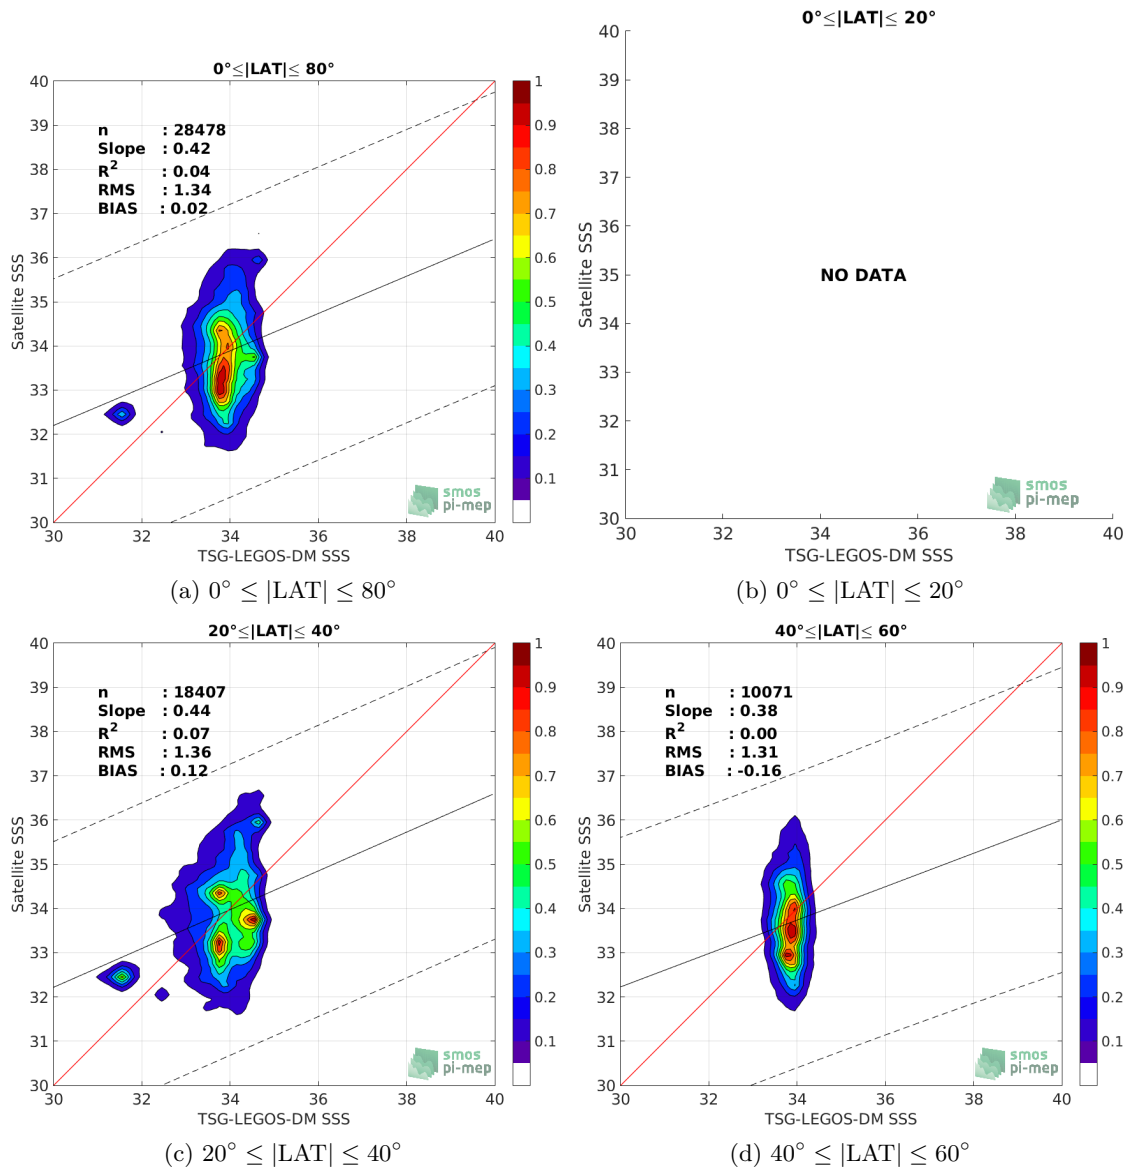 0°≤|LAT|≤ 80°
40
39
38
37
36
35
34
33
32
31
30
Satellite SSS
n : 28478
Slope : 0.42
R² : 0.04
RMS : 1.34
BIAS : 0.02
smos
pi-mep
30 32 34 36 38 40
TSG-LEGOS-DM SSS
1
0.9
0.8
0.7
0.6
0.5
0.4
0.3
0.2
0.1
(a) 0° ≤ |LAT| ≤ 80°
0°≤|LAT|≤ 20°
40
39
38
37
36
35
34
33
32
31
30
Satellite SSS
NO DATA
smos
pi-mep
30 32 34 36 38 40
TSG-LEGOS-DM SSS
(b) 0° ≤ |LAT| ≤ 20°
20°≤|LAT|≤ 40°
40
39
38
37
36
35
34
33
32
31
30
Satellite SSS
n : 18407
Slope : 0.44
R² : 0.07
RMS : 1.36
BIAS : 0.12
smos
pi-mep
30 32 34 36 38 40
TSG-LEGOS-DM SSS
1
0.9
0.8
0.7
0.6
0.5
0.4
0.3
0.2
0.1
(c) 20° ≤ |LAT| ≤ 40°
40°≤|LAT|≤ 60°
40
39
38
37
36
35
34
33
32
31
30
Satellite SSS
n : 10071
Slope : 0.38
R² : 0.00
RMS : 1.31
BIAS : -0.16
smos
pi-mep
30 32 34 36 38 40
TSG-LEGOS-DM SSS
1
0.9
0.8
0.7
0.6
0.5
0.4
0.3
0.2
0.1
(d) 40° ≤ |LAT| ≤ 60°